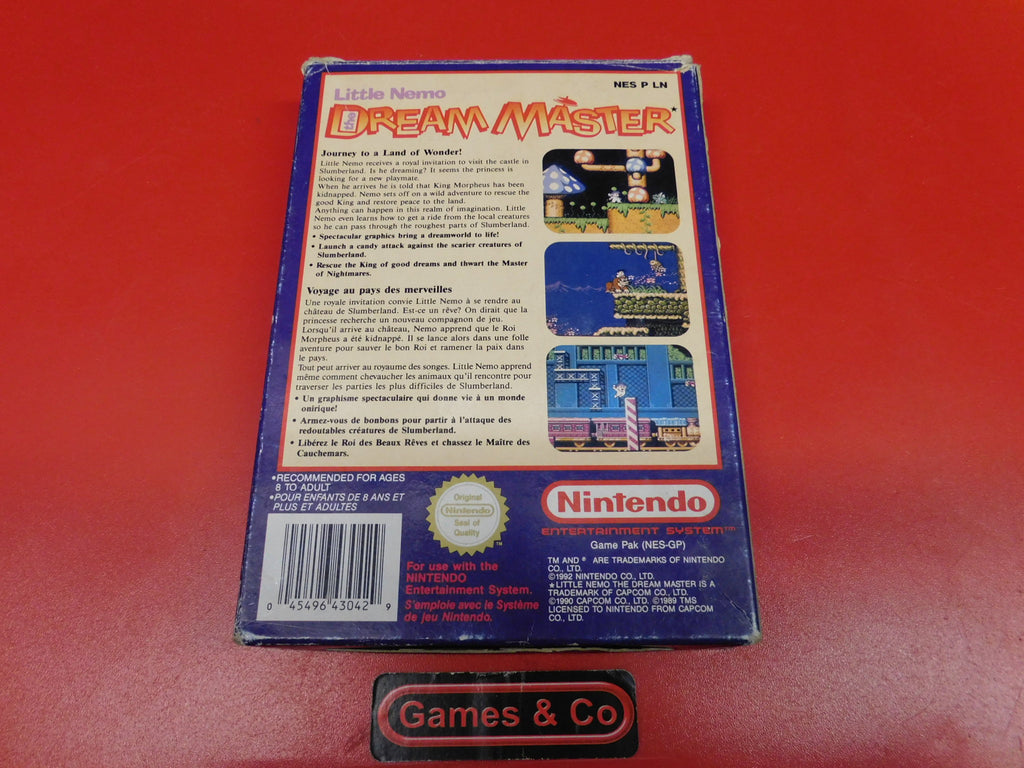 NES P LN
Little Nemo
the DREAM MASTER*
Journey to a Land of Wonder!
Little Nemo receives a royal invitation to visit the castle in
Slumberland. Is he dreaming? It seems the princess is
looking for a new playmate.
When he arrives he is told that King Morpheus has been
kidnapped. Nemo sets off on a wild adventure to rescue the
good King and restore peace to the land.
Anything can happen in this realm of imagination. Little
Nemo even learns how to get a ride from the local creatures
so he can pass through the roughest parts of Slumberland.
• Spectacular graphics bring a dreamworld to life!
• Launch a candy attack against the scarier creatures of
Slumberland.
• Rescue the King of good dreams and thwart the Master
of Nightmares.
Voyage au pays des merveilles
Une royale invitation convie Little Nemo à se rendre au
château de Slumberland. Est-ce un rêve? On dirait que la
princesse recherche un nouveau compagnon de jeu.
Lorsqu'il arrive au château, Nemo apprend que le Roi
Morpheus a été kidnappé. Il se lance alors dans une folle
aventure pour sauver le bon Roi et ramener la paix dans
le pays.
Tout peut arriver au royaume des songes. Little Nemo apprend
même comment chevaucher les animaux qu'il rencontre pour
traverser les parties les plus difficiles de Slumberland.
• Un graphisme spectaculaire qui donne vie à un monde
onirique!
• Armez-vous de bonbons pour partir à l'attaque des
redoutables créatures de Slumberland.
• Libérez le Roi des Beaux Rêves et chassez le Maître des
Cauchemars.
•RECOMMENDED FOR AGES
8 TO ADULT
•POUR ENFANTS DE 8 ANS ET
PLUS ET ADULTES
0 45496 43042 9
Original
Nintendo
Seal of
Quality
TM
For use with the
NINTENDO
Entertainment System.
S'emploie avec le Système
de jeu Nintendo.
Nintendo
ENTERTAINMENT SYSTEM™
Game Pak (NES-GP)
TM AND ® ARE TRADEMARKS OF NINTENDO
CO., LTD.
©1992 NINTENDO CO., LTD.
★LITTLE NEMO THE DREAM MASTER IS A
TRADEMARK OF CAPCOM CO., LTD.
©1990 CAPCOM CO., LTD. ©1989 TMS
LICENSED TO NINTENDO FROM CAPCOM
CO., LTD.
Games & Co